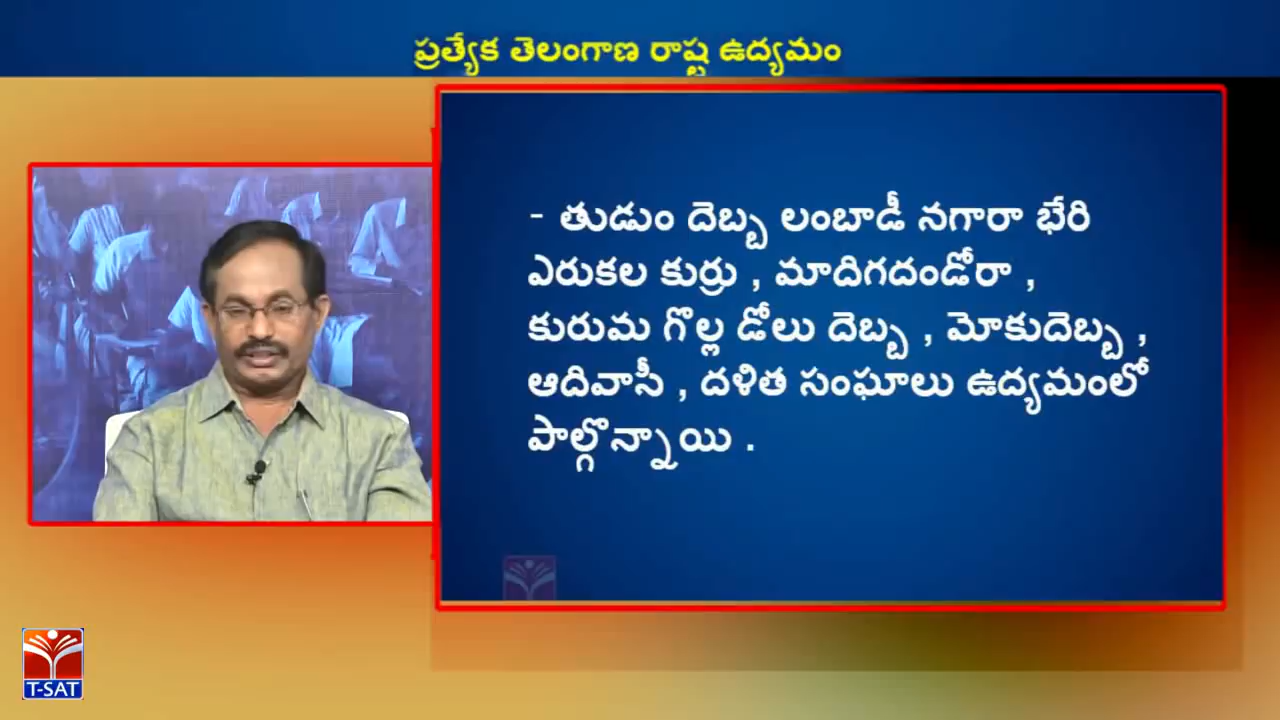 ప్రత్యేక తెలంగాణ రాష్ట ఉద్యమం
- తుడుం దెబ్బ లంబాడీ నగారా భేరి
ఎరుకల కుర్రు , మాదిగదండోరా ,
కురుమ గొల్ల డోలు దెబ్బ , మోకుదెబ్బ ,
ఆదివాసీ , దళిత సంఘాలు ఉద్యమంలో
పాల్గొన్నాయి .
T-SAT